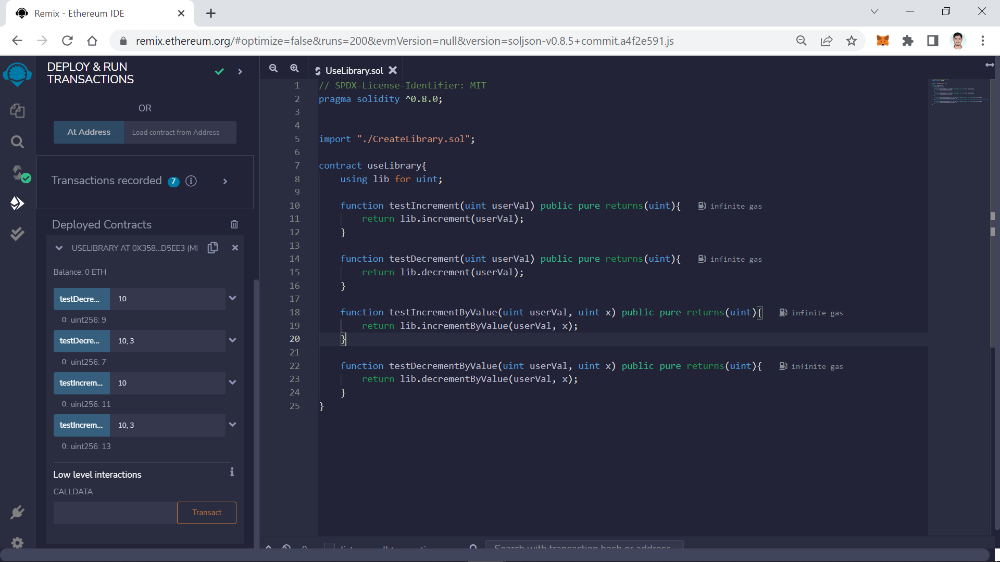 Remix - Ethereum IDE
remix.ethereum.org/#optimize=false&runs=200&evmVersion=null&version=soljson-v0.8.5+commit.a4f2e591.js
DEPLOY & RUN
TRANSACTIONS
OR
At Address
Load contract from Address
Transactions recorded 7 i
Deployed Contracts
USELIBRARY AT 0X358...D5EE3 (MI
Balance: 0 ETH
testDecre... 10
0: uint256: 9
testDecre... 10, 3
0: uint256: 7
testIncrem... 10
0: uint256: 11
testIncrem... 10, 3
0: uint256: 13
Low level interactions i
CALLDATA
Transact
UseLibrary.sol
1 // SPDX-License-Identifier: MIT
2 pragma solidity ^0.8.0;
3
4
5 import "./CreateLibrary.sol";
6
7 contract useLibrary{
8 using lib for uint;
9
10 function testIncrement(uint userVal) public pure returns(uint){ infinite gas
11 return lib.increment(userVal);
12 }
13
14 function testDecrement(uint userVal) public pure returns(uint){ infinite gas
15 return lib.decrement(userVal);
16 }
17
18 function testIncrementByValue(uint userVal, uint x) public pure returns(uint){ infinite gas
19 return lib.incrementByValue(userVal, x);
20 }
21
22 function testDecrementByValue(uint userVal, uint x) public pure returns(uint){ infinite gas
23 return lib.decrementByValue(userVal, x);
24 }
25 }
Search with transaction hash or address